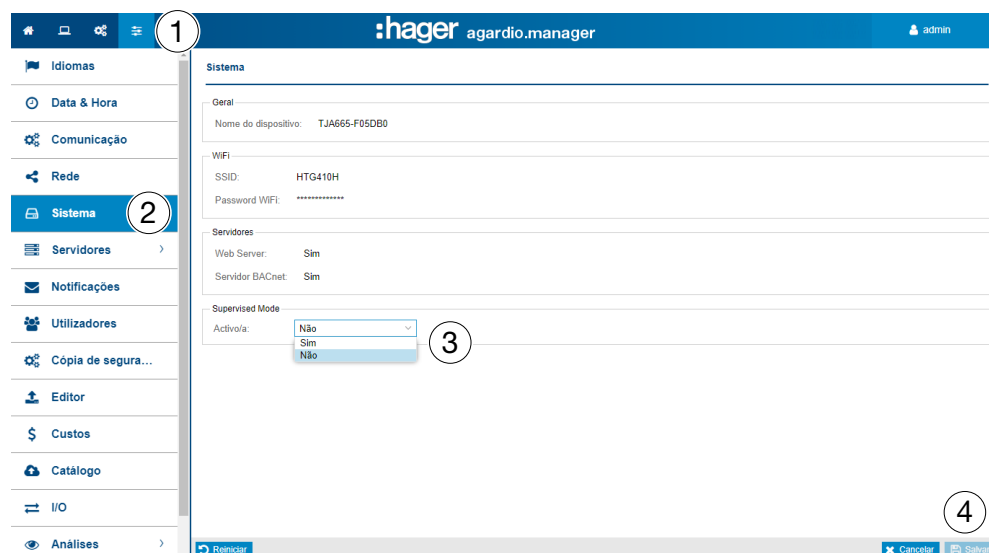 1
:hager agardio.manager
admin
Idiomas
Data & Hora
Comunicação
Rede
Sistema
2
Servidores
Notificações
Utilizadores
Cópia de segura...
Editor
Custos
Catálogo
I/O
Análises
Sistema
Geral
Nome do dispositivo: TJA665-F05DB0
WiFi
SSID: HTG410H
Password WiFi: *************
Servidores
Web Server: Sim
Servidor BACnet: Sim
Supervised Mode
Activo/a: Não
Sim
Não
3
4
Reiniciar
Cancelar
Salvar